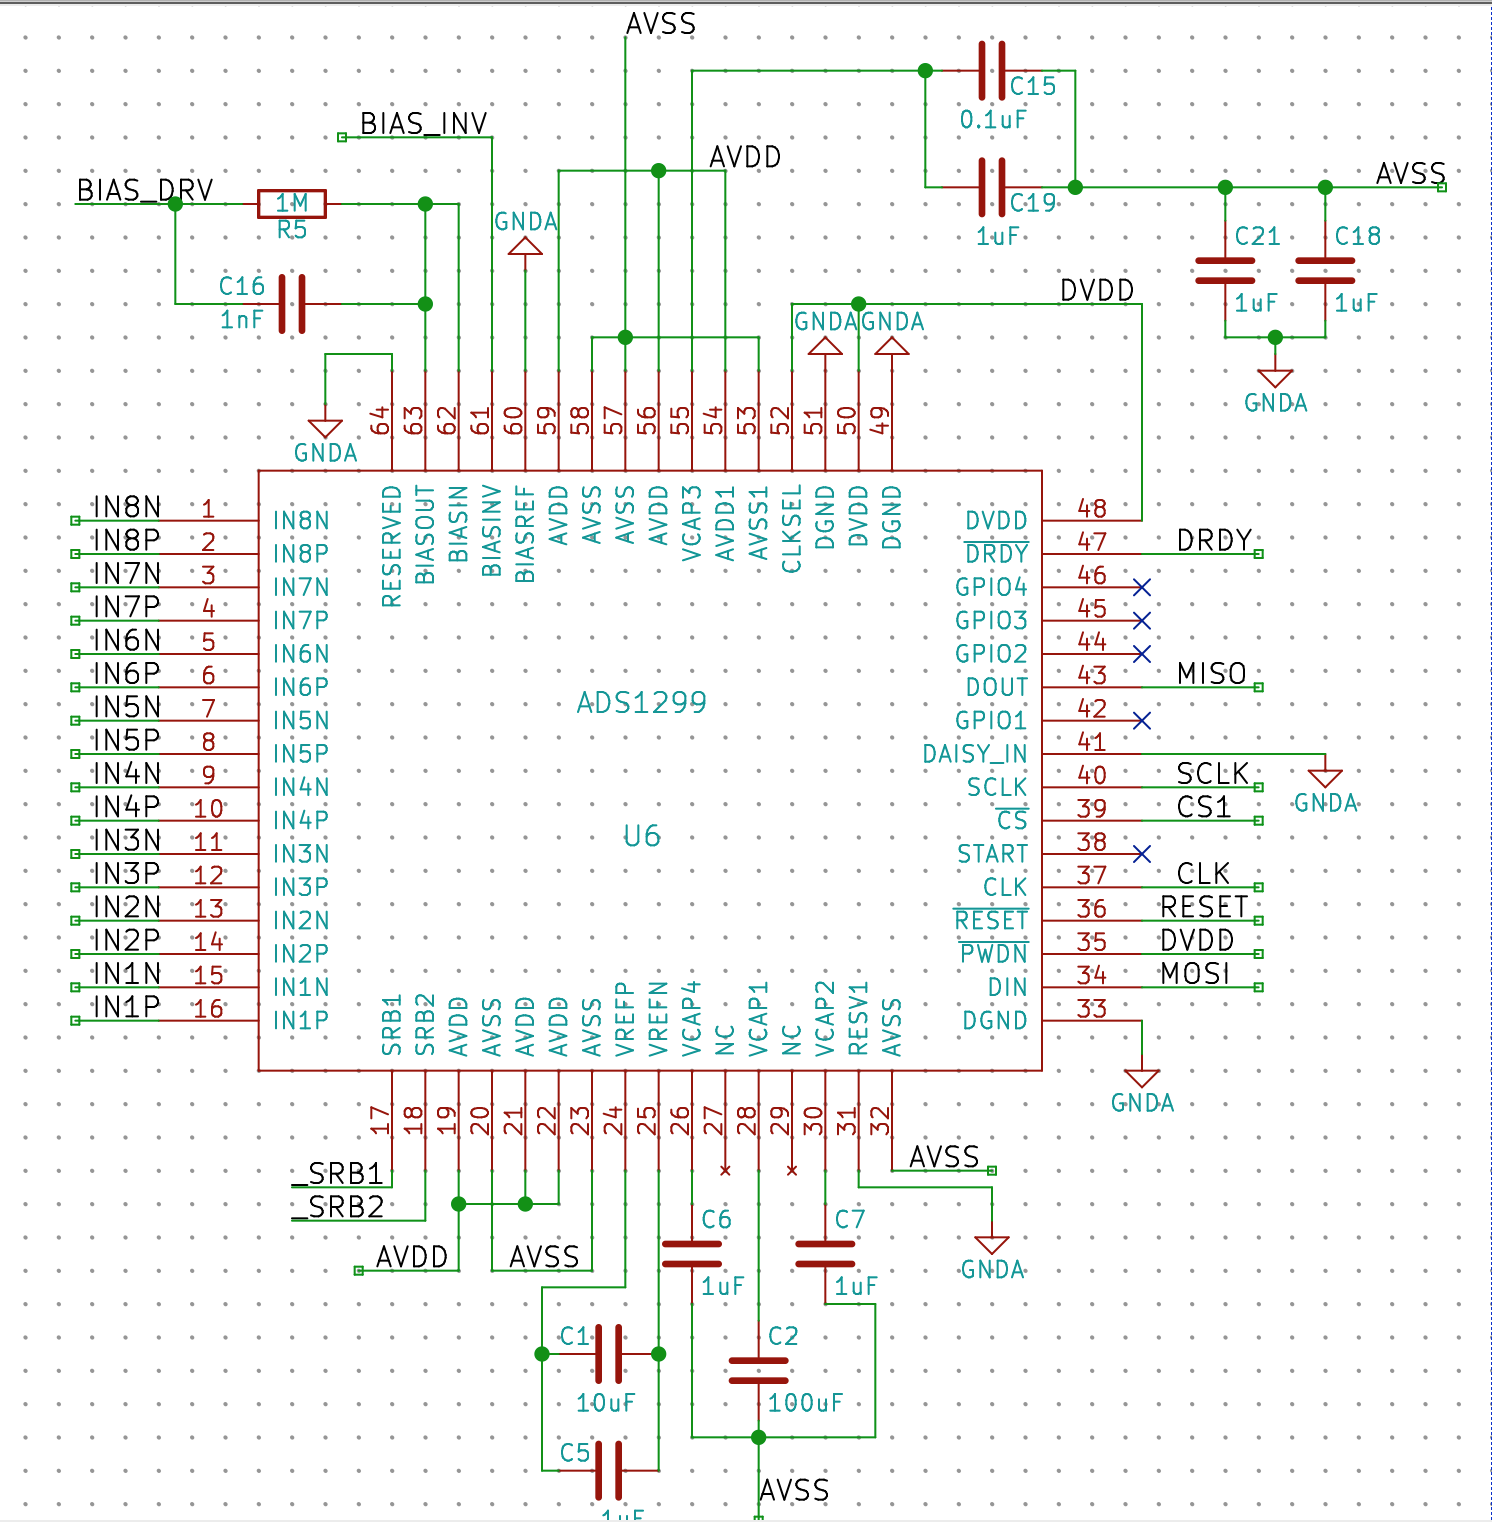 AVSS
C15
0.1uF
BIAS_INV
AVDD
AVSS
BIAS_DRV
1M
R5
GNDA
C19
1uF
C21
C18
C16
1nF
DVDD
1uF
1uF
GNDA
GNDA
GNDA
GNDA
64
63
62
61
60
59
58
57
56
55
54
53
52
51
50
49
RESERVED
BIASOUT
BIASIN
BIASINV
BIASREF
AVDD
AVSS
AVSS
AVDD
VCAP3
AVDD1
AVSS1
CLKSEL
DGND
DVDD
DGND
IN8N 1 IN8N
IN8P 2 IN8P
IN7N 3 IN7N
IN7P 4 IN7P
IN6N 5 IN6N
IN6P 6 IN6P
IN5N 7 IN5N
IN5P 8 IN5P
IN4N 9 IN4N
IN4P 10 IN4P
IN3N 11 IN3N
IN3P 12 IN3P
IN2N 13 IN2N
IN2P 14 IN2P
IN1N 15 IN1N
IN1P 16 IN1P
ADS1299
U6
DVDD 48
DRDY 47 DRDY
GPIO4 46
GPIO3 45
GPIO2 44
DOUT 43 MISO
GPIO1 42
DAISY_IN 41
GNDA
SCLK 40 SCLK
CS 39 CS1
START 38
CLK 37 CLK
RESET 36 RESET
PWDN 35 DVDD
DIN 34 MOSI
DGND 33
GNDA
SRB1
SRB2
AVDD
AVSS
AVDD
AVDD
AVSS
VREFP
VREFN
VCAP4
NC
VCAP1
NC
VCAP2
RESV1
AVSS
17
18
19
20
21
22
23
24
25
26
27
28
29
30
31
32
_SRB1
_SRB2
AVSS
C6
C7
AVDD
AVSS
GNDA
1uF
1uF
C1
C2
10uF
100uF
C5
AVSS
1uF